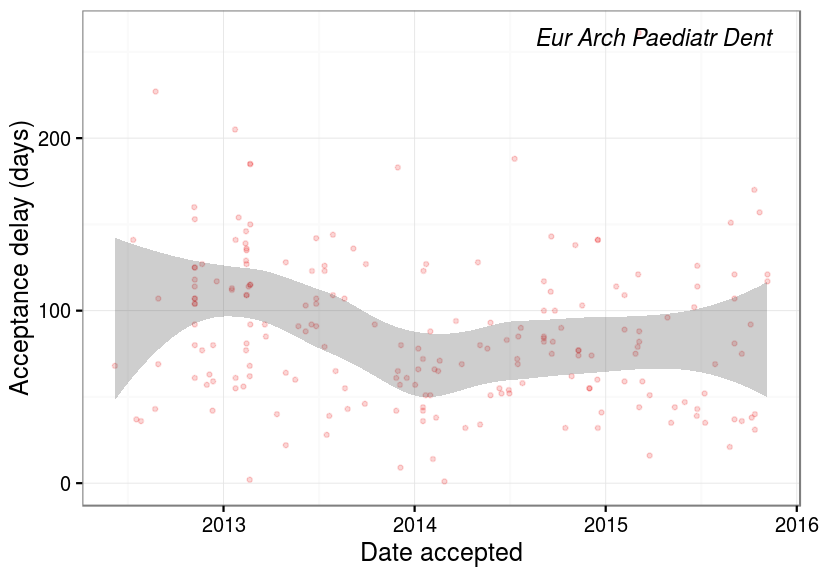 Eur Arch Paediatr Dent
Acceptance delay (days)
200
100
0
2013 2014 2015 2016
Date accepted